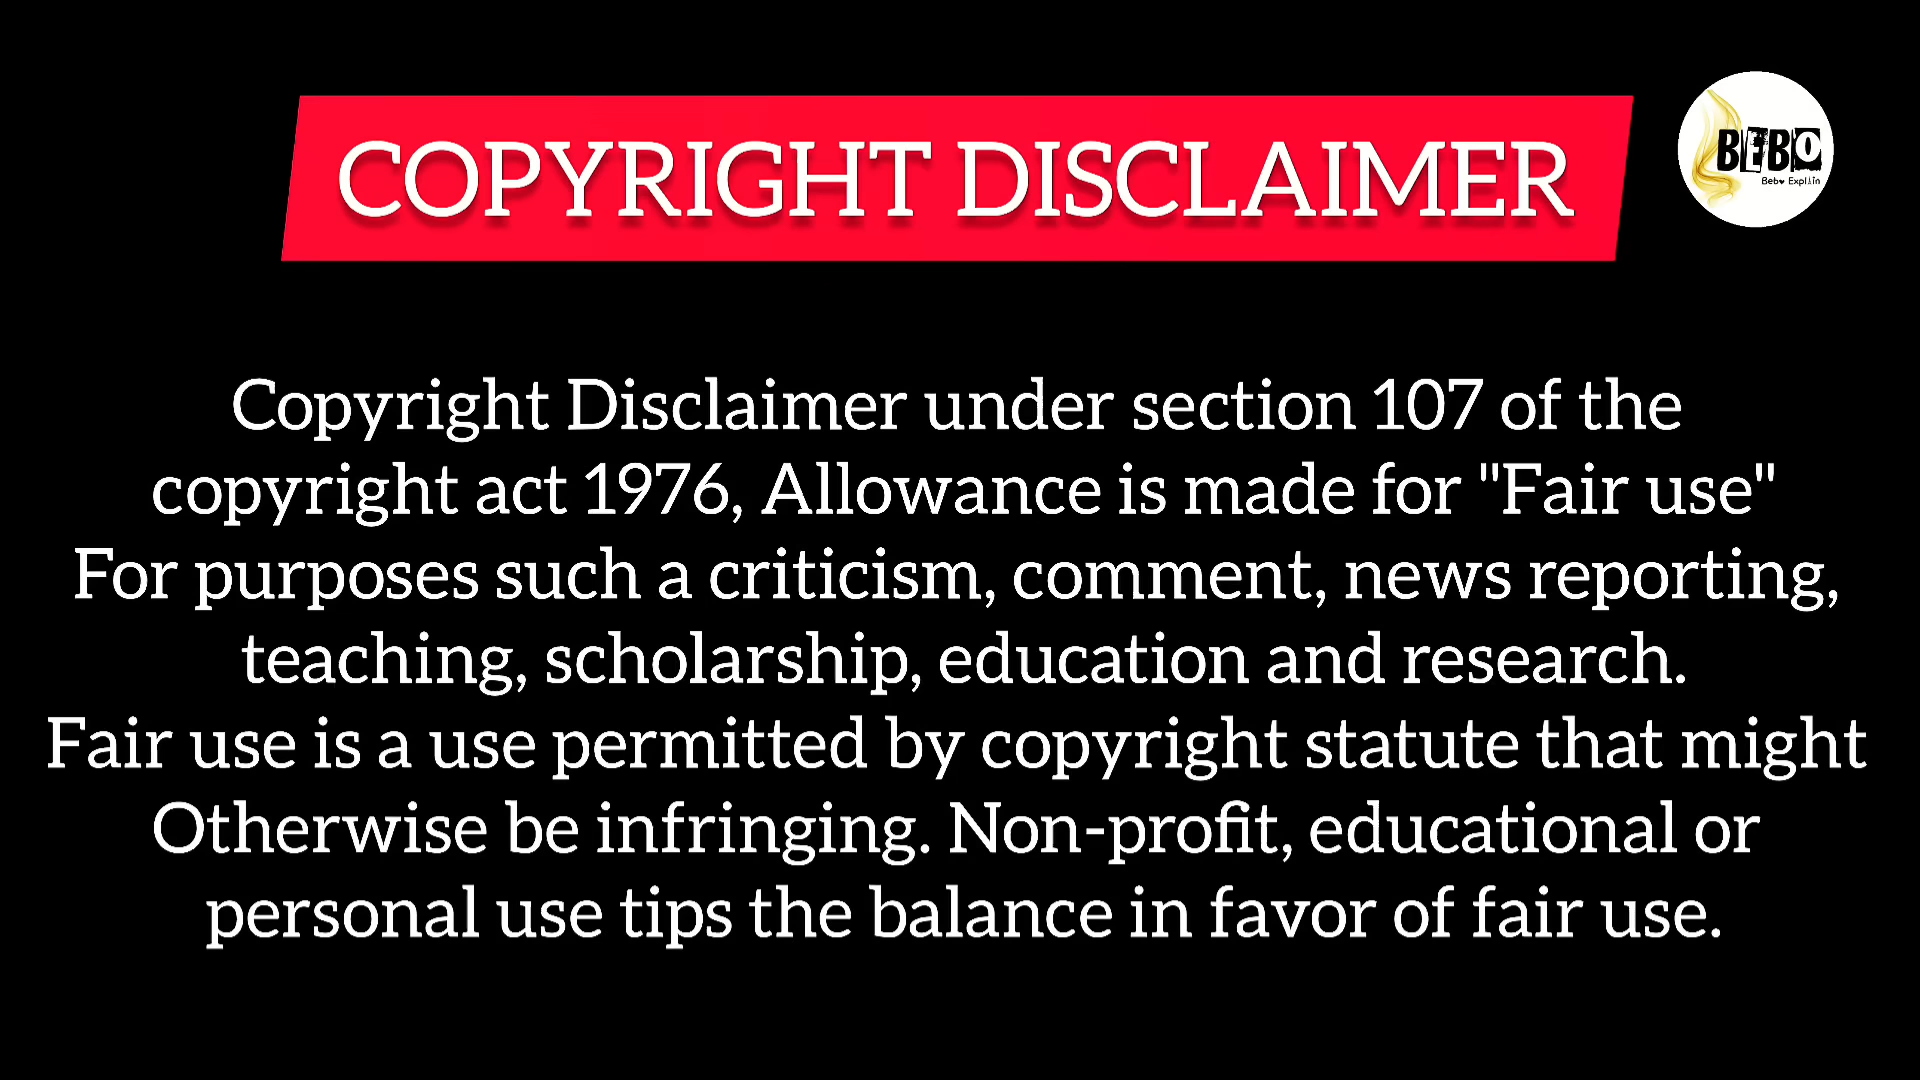 COPYRIGHT DISCLAIMER
BEBO
Copyright Disclaimer under section 107 of the
copyright act 1976, Allowance is made for "Fair use"
For purposes such a criticism, comment, news reporting,
teaching, scholarship, education and research.
Fair use is a use permitted by copyright statute that might
Otherwise be infringing. Non-profit, educational or
personal use tips the balance in favor of fair use.